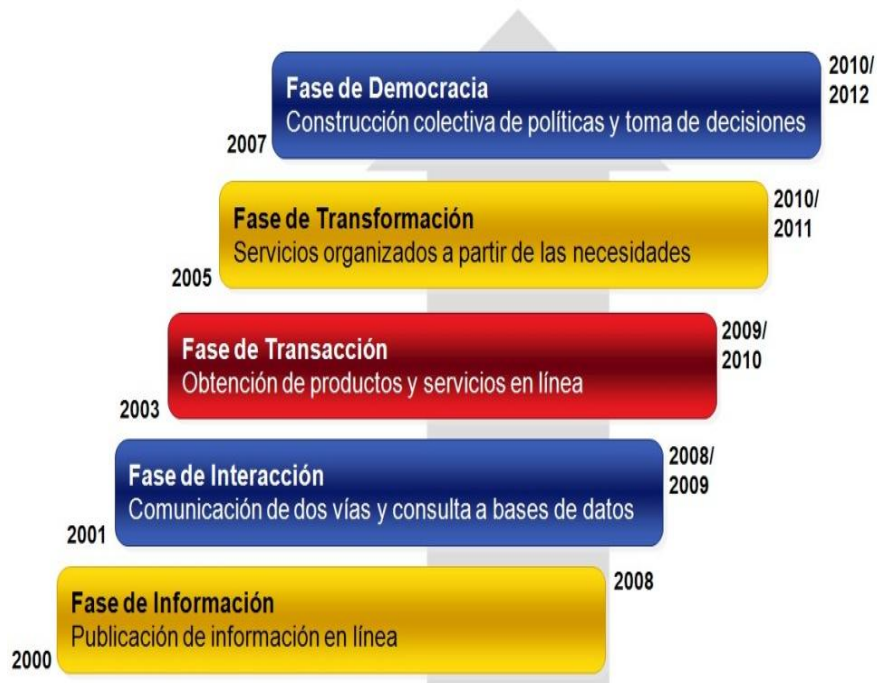 Fase de Democracia
Construcción colectiva de políticas y toma de decisiones
2007
2010/
2012
Fase de Transformación
Servicios organizados a partir de las necesidades
2005
2010/
2011
Fase de Transacción
Obtención de productos y servicios en línea
2003
2009/
2010
Fase de Interacción
Comunicación de dos vías y consulta a bases de datos
2001
2008/
2009
Fase de Información
Publicación de información en línea
2000
2008